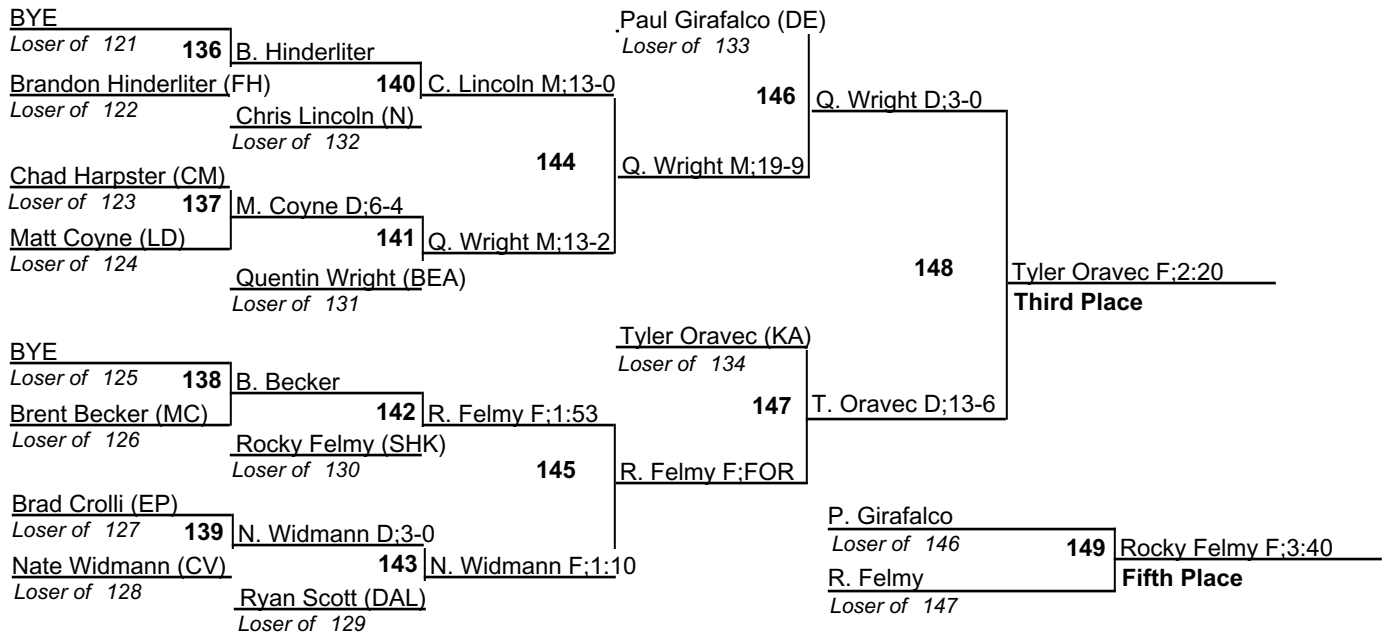 BYE
Loser of 121
136
B. Hinderliter
Brandon Hinderliter (FH)
Loser of 122
140
C. Lincoln M;13-0
Chris Lincoln (N)
Loser of 132
Chad Harpster (CM)
Loser of 123
137
M. Coyne D;6-4
Matt Coyne (LD)
Loser of 124
141
Q. Wright M;13-2
Quentin Wright (BEA)
Loser of 131
144
Q. Wright M;19-9
Paul Girafalco (DE)
Loser of 133
146
Q. Wright D;3-0
BYE
Loser of 125
138
B. Becker
Brent Becker (MC)
Loser of 126
142
R. Felmy F;1:53
Rocky Felmy (SHK)
Loser of 130
Brad Crolli (EP)
Loser of 127
139
N. Widmann D;3-0
Nate Widmann (CV)
Loser of 128
143
N. Widmann F;1:10
Ryan Scott (DAL)
Loser of 129
145
R. Felmy F;FOR
Tyler Oravec (KA)
Loser of 134
147
T. Oravec D;13-6
148
Tyler Oravec F;2:20
Third Place
P. Girafalco
Loser of 146
149
Rocky Felmy F;3:40
Fifth Place
R. Felmy
Loser of 147